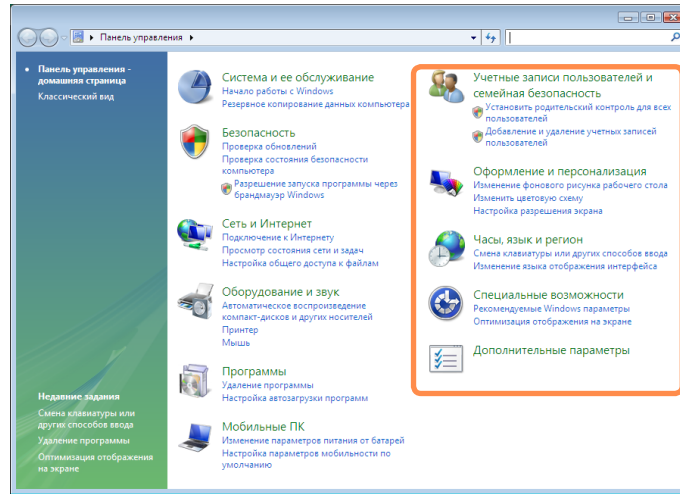 Панель управления
Панель управления -
домашняя страница
Классический вид
Система и ее обслуживание
Начало работы с Windows
Резервное копирование данных компьютера
Безопасность
Проверка обновлений
Проверка состояния безопасности
компьютера
Разрешение запуска программы через
брандмауэр Windows
Сеть и Интернет
Подключение к Интернету
Просмотр состояния сети и задач
Настройка общего доступа к файлам
Оборудование и звук
Автоматическое воспроизведение
компакт-дисков и других носителей
Принтер
Мышь
Программы
Удаление программы
Настройка автозагрузки программ
Мобильные ПК
Изменение параметров питания от батарей
Настройка параметров мобильности по
умолчанию
Учетные записи пользователей и
семейная безопасность
Установить родительский контроль для всех
пользователей
Добавление и удаление учетных записей
пользователей
Оформление и персонализация
Изменение фонового рисунка рабочего стола
Изменить цветовую схему
Настройка разрешения экрана
Часы, язык и регион
Смена клавиатуры или других способов ввода
Изменение языка отображения интерфейса
Специальные возможности
Рекомендуемые Windows параметры
Оптимизация отображения на экране
Дополнительные параметры
Недавние задания
Смена клавиатуры или
других способов ввода
Удаление программы
Оптимизация отображения
на экране